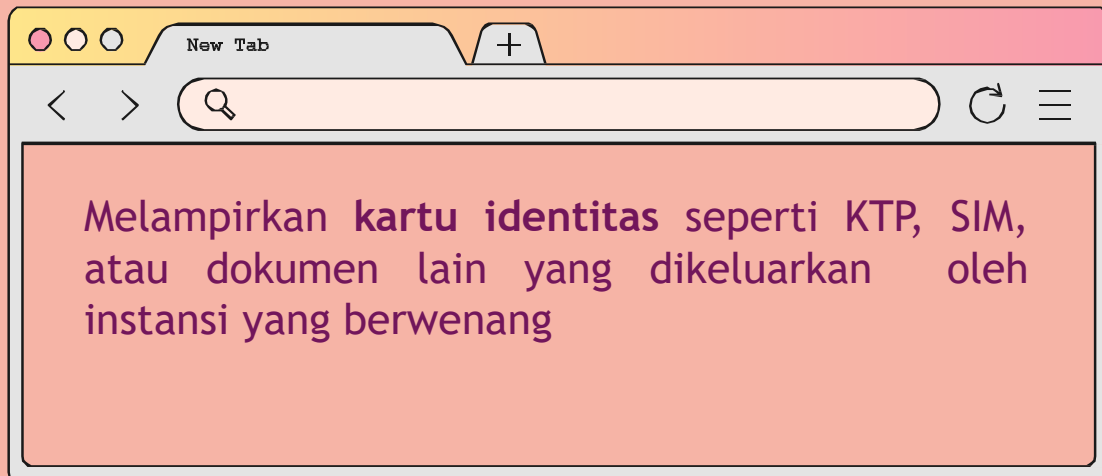 New Tab
Melampirkan kartu identitas seperti KTP, SIM,
atau dokumen lain yang dikeluarkan oleh
instansi yang berwenang